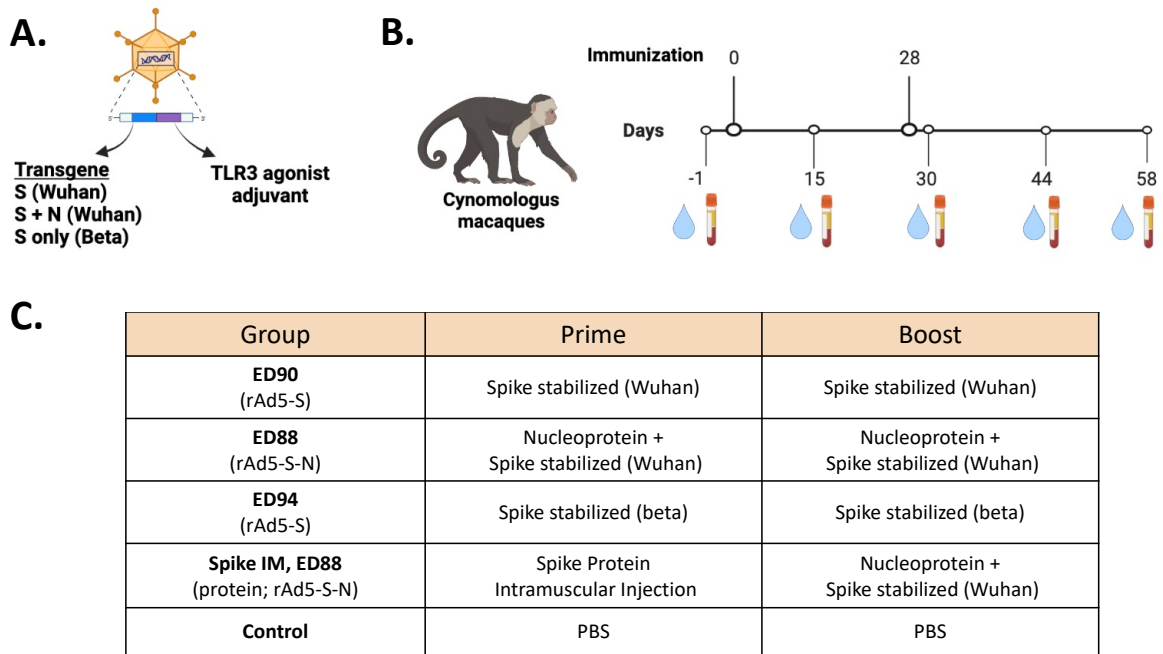 A.
5'
3'
Transgene
S (Wuhan)
S + N (Wuhan)
S only (Beta)
TLR3 agonist
adjuvant
B.
Cynomologus
macaques
Immunization
0
28
Days
-1
15
30
44
58
C.
Group
Prime
Boost
ED90
(rAd5-S)
Spike stabilized (Wuhan)
Spike stabilized (Wuhan)
ED88
(rAd5-S-N)
Nucleoprotein +
Spike stabilized (Wuhan)
Nucleoprotein +
Spike stabilized (Wuhan)
ED94
(rAd5-S)
Spike stabilized (beta)
Spike stabilized (beta)
Spike IM, ED88
(protein; rAd5-S-N)
Spike Protein
Intramuscular Injection
Nucleoprotein +
Spike stabilized (Wuhan)
Control
PBS
PBS